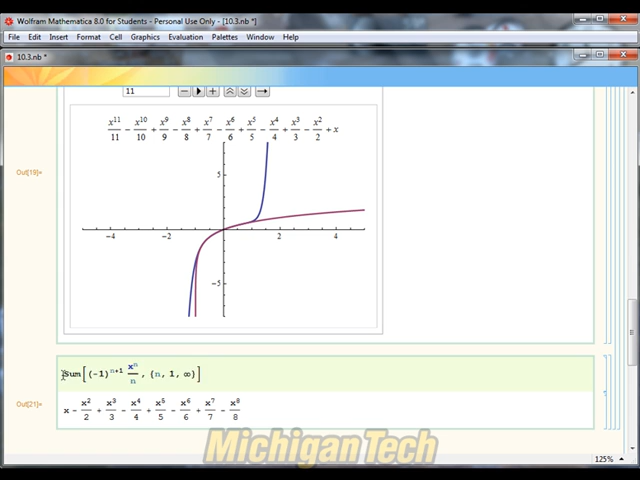 Wolfram Mathematica 8.0 for Students - Personal Use Only - [10.3.nb *]
File Edit Insert Format Cell Graphics Evaluation Palettes Window Help
10.3.nb *
11
x^11/11 − x^10/10 + x^9/9 − x^8/8 + x^7/7 − x^6/6 + x^5/5 − x^4/4 + x^3/3 − x^2/2 + x
5
Out[19]=
−4 −2 2 4
−5
Sum[(-1)^(n+1) x^n/n, {n, 1, ∞}]
Out[21]=
x − x^2/2 + x^3/3 − x^4/4 + x^5/5 − x^6/6 + x^7/7 − x^8/8
MichiganTech
125%